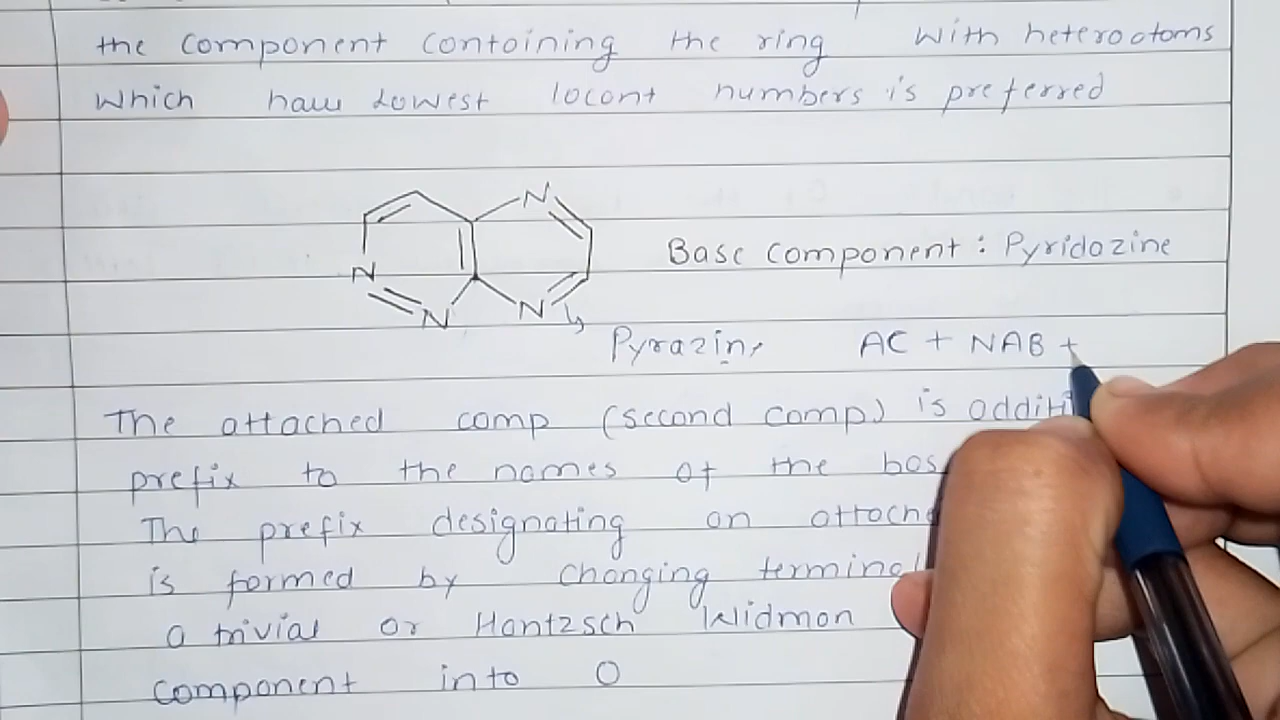 the component containing the ring with heteroatoms
which have Lowest locant numbers is preferred
N
N
N
N
Base component : Pyridazine
Pyrazin, AC + NAB +
The attached comp (second comp) is
prefix to the names of the
The prefix designating an
is formed by changing
a trivial or Hantzsch Widman
component into O